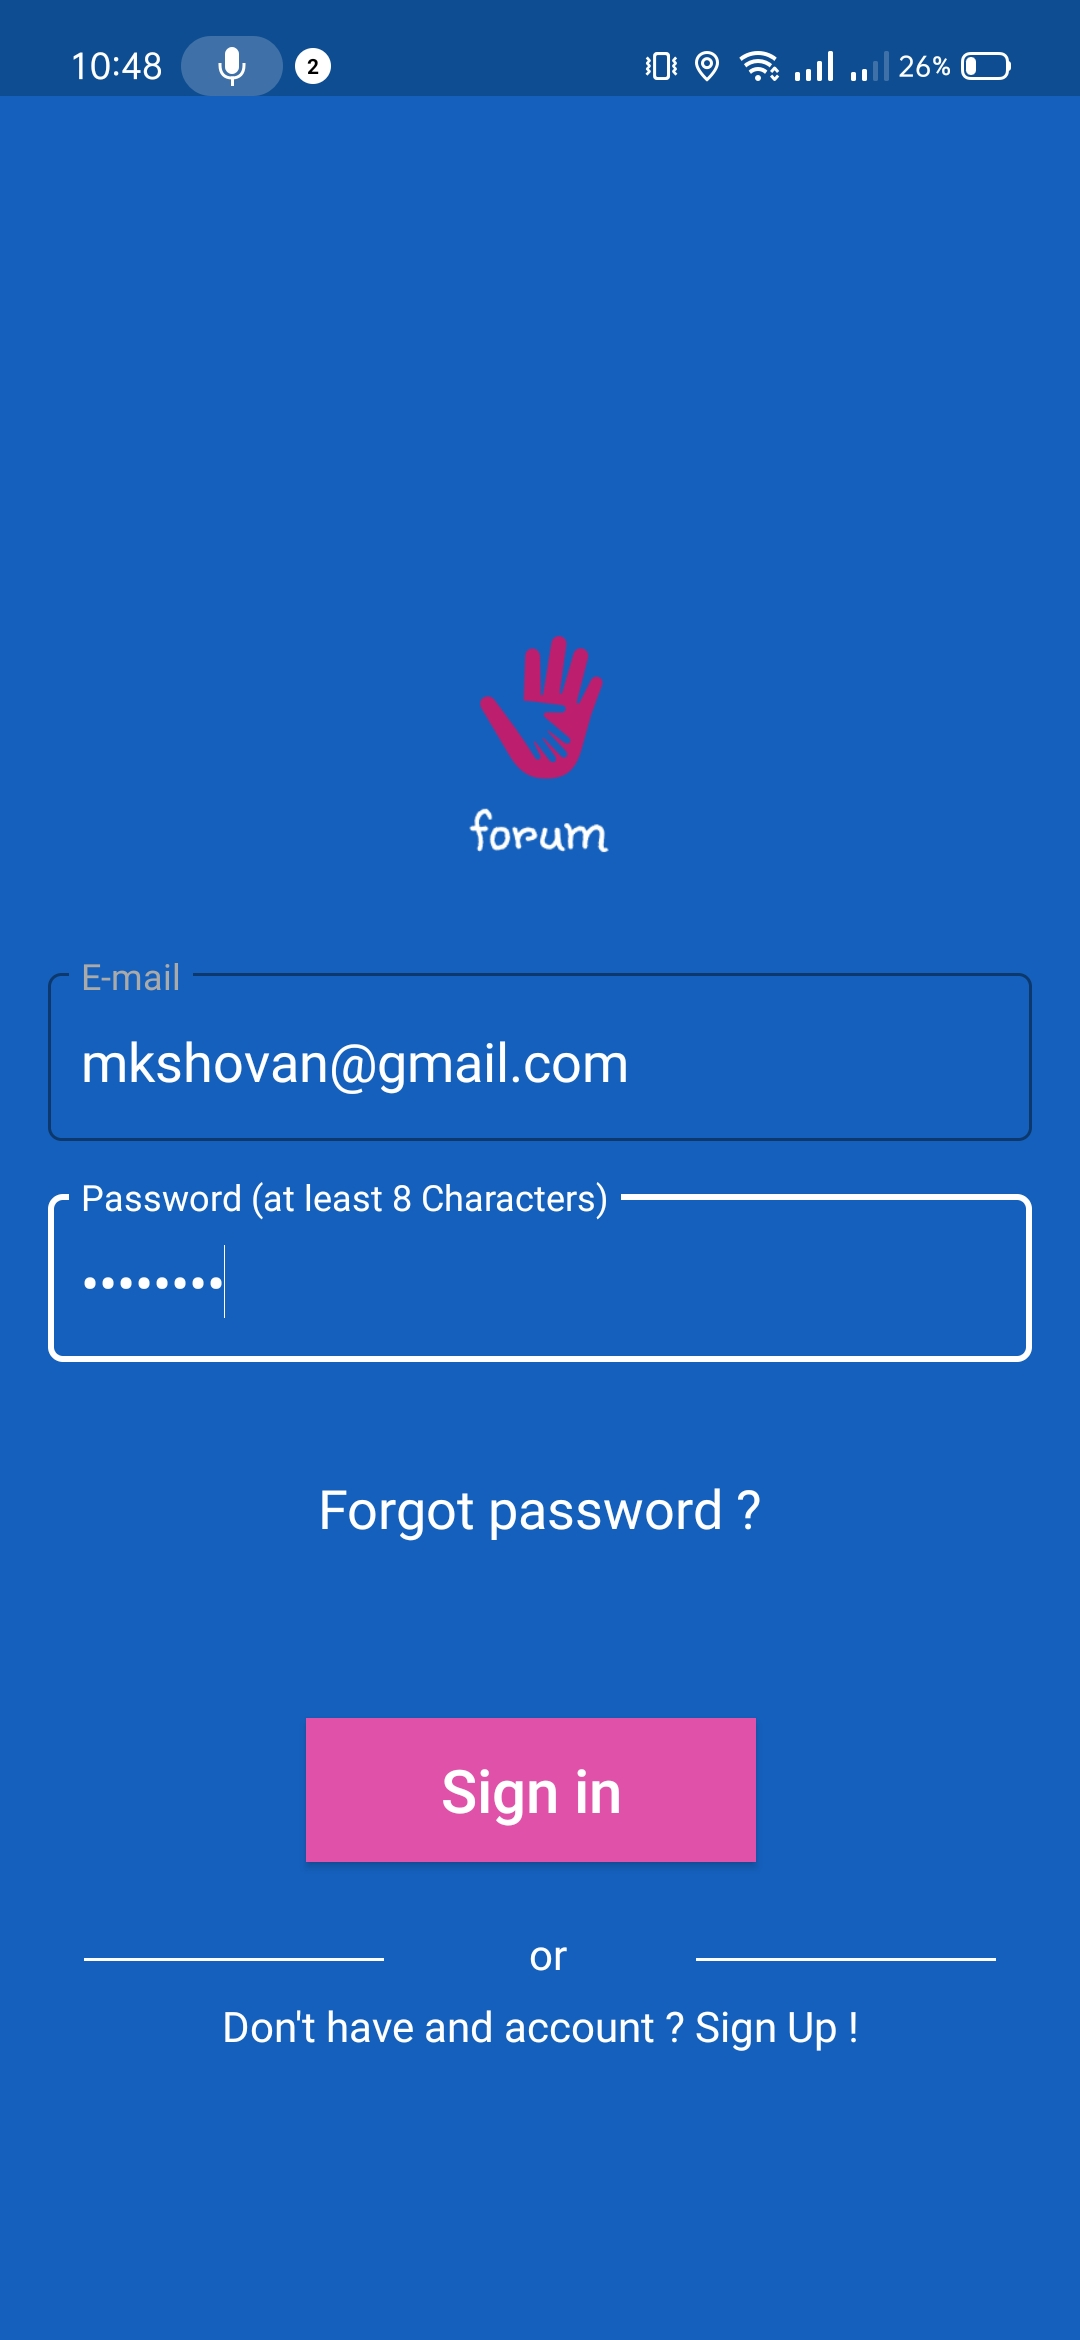 10:48 2 26%
forum
E-mail
mkshovan@gmail.com
Password (at least 8 Characters)
••••••••
Forgot password ?
Sign in
or
Don't have and account ? Sign Up !